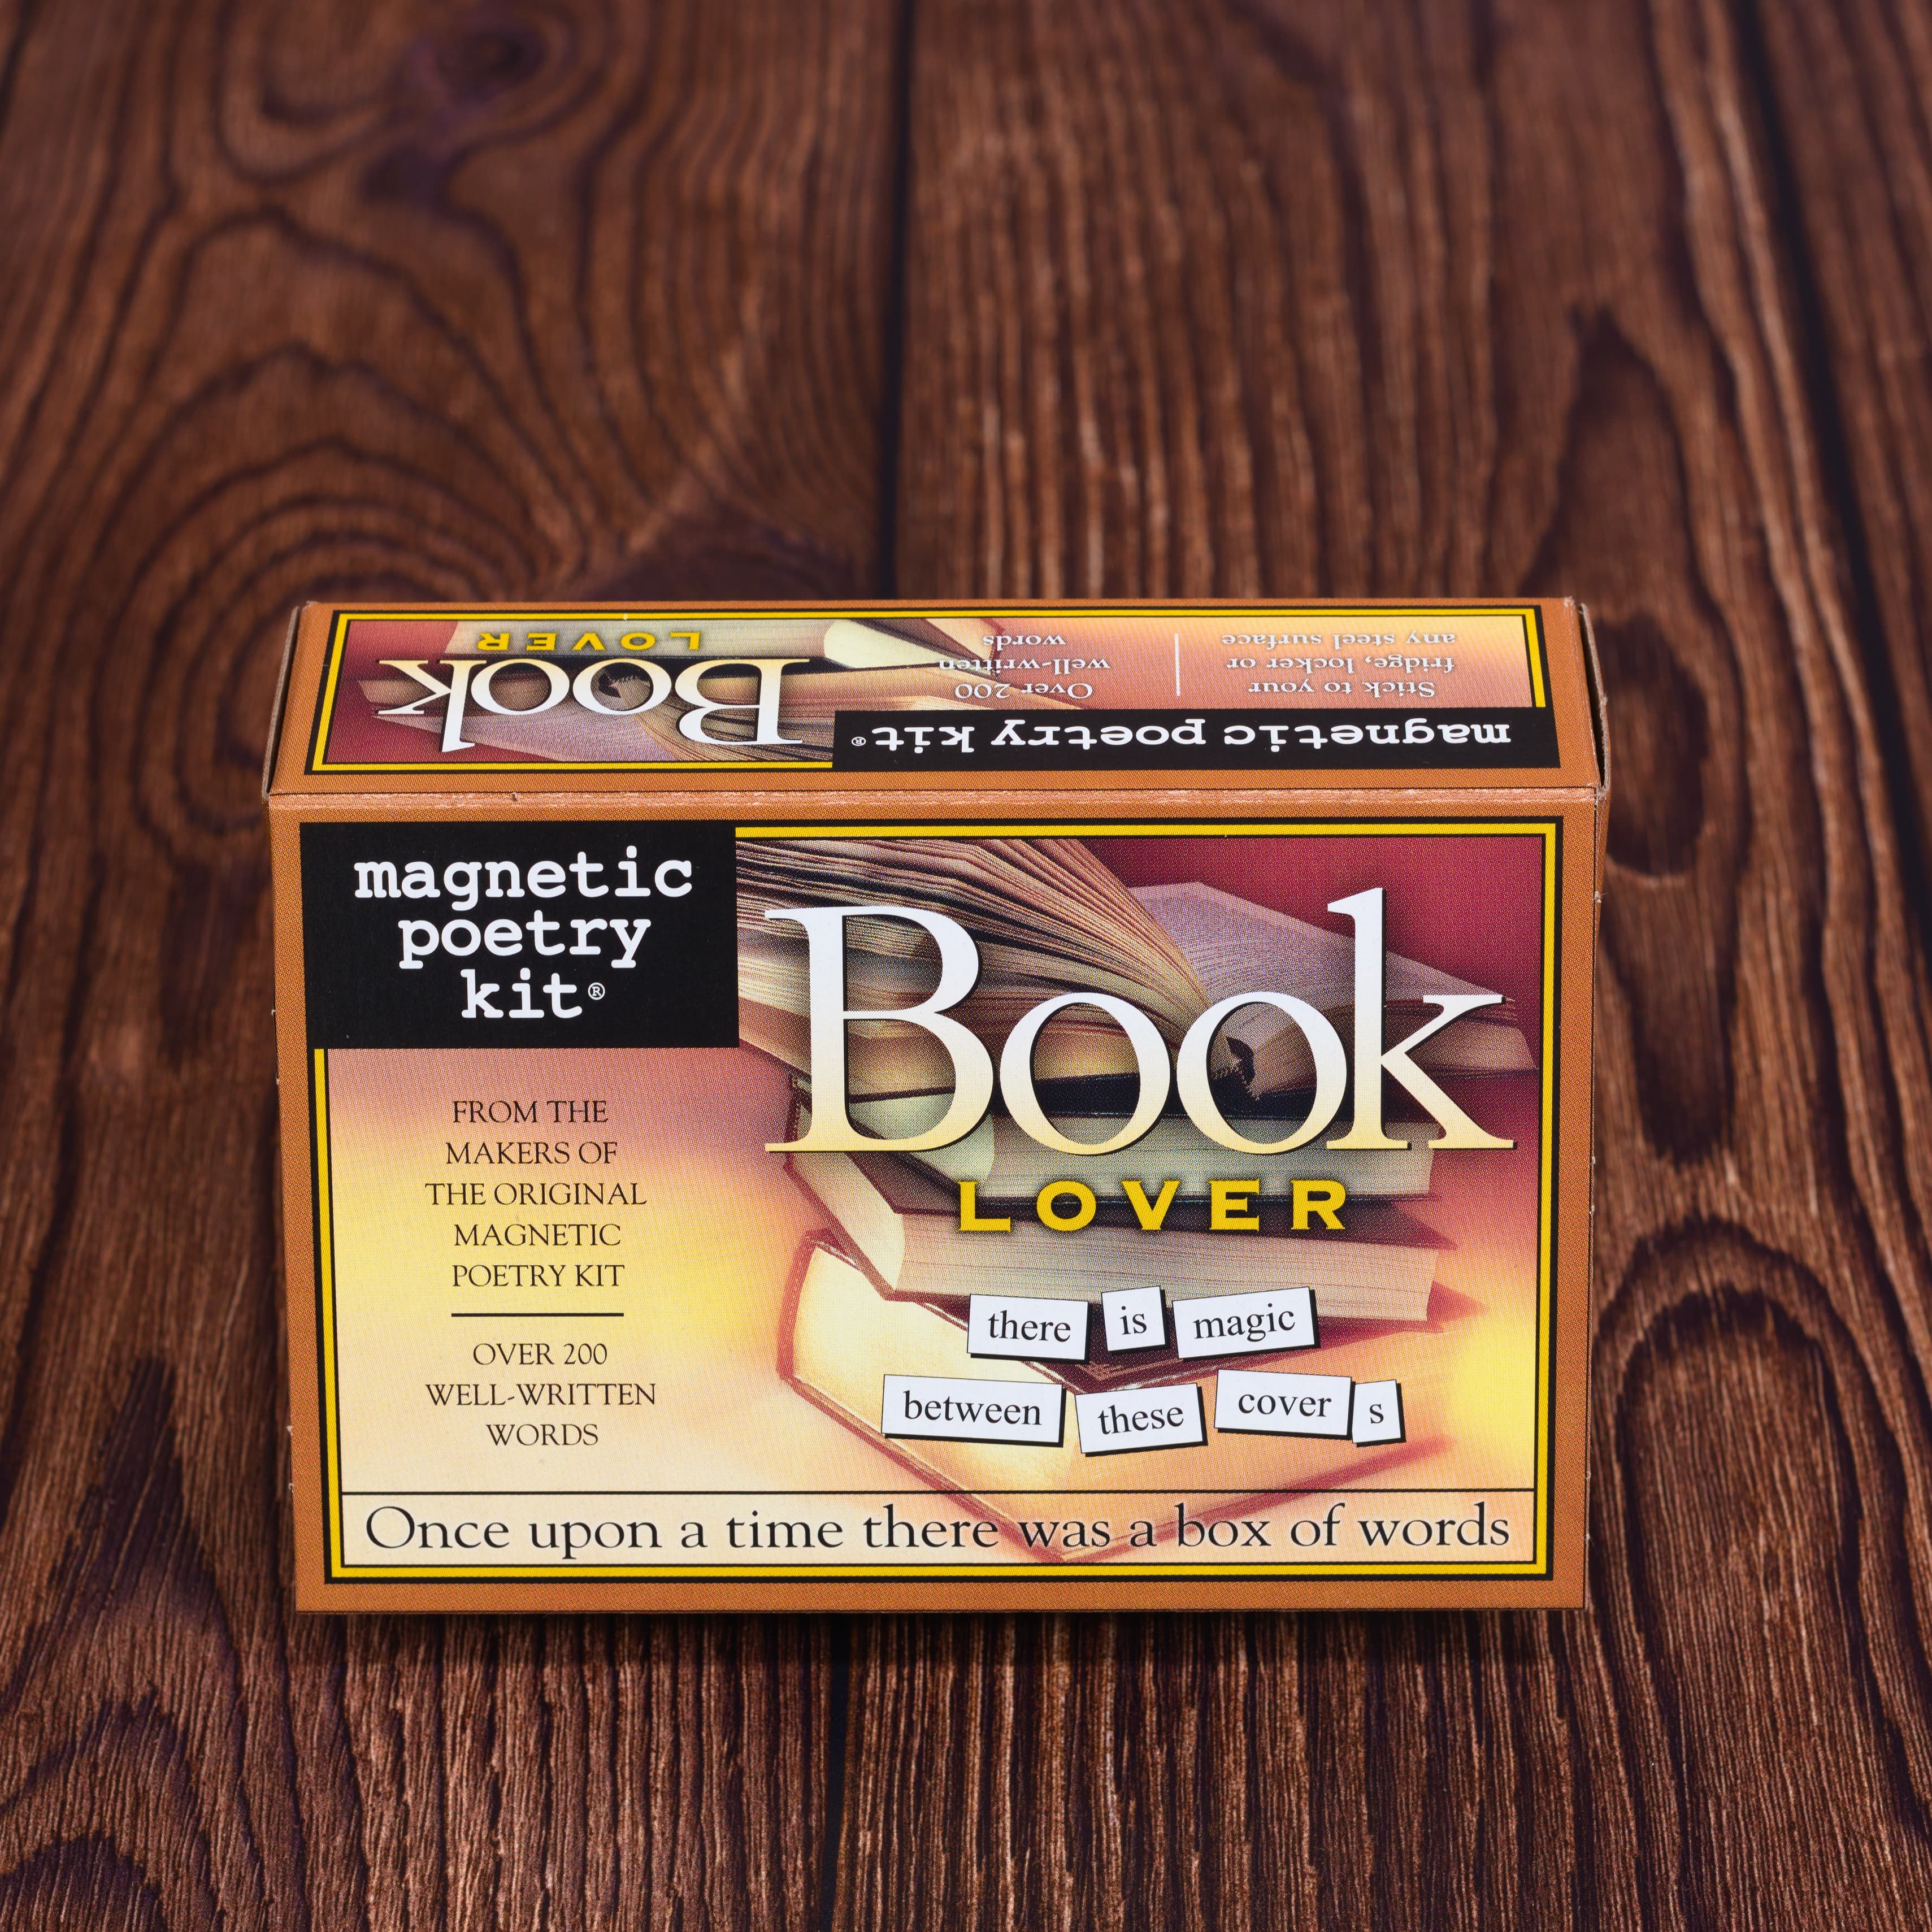 Book
LOVER
magnetic poetry kit®
Over 200
well-written
words
Stick to your
fridge, locker or
any steel surface
magnetic
poetry
kit®
Book
LOVER
FROM THE
MAKERS OF
THE ORIGINAL
MAGNETIC
POETRY KIT
OVER 200
WELL-WRITTEN
WORDS
there is magic
between these cover s
Once upon a time there was a box of words